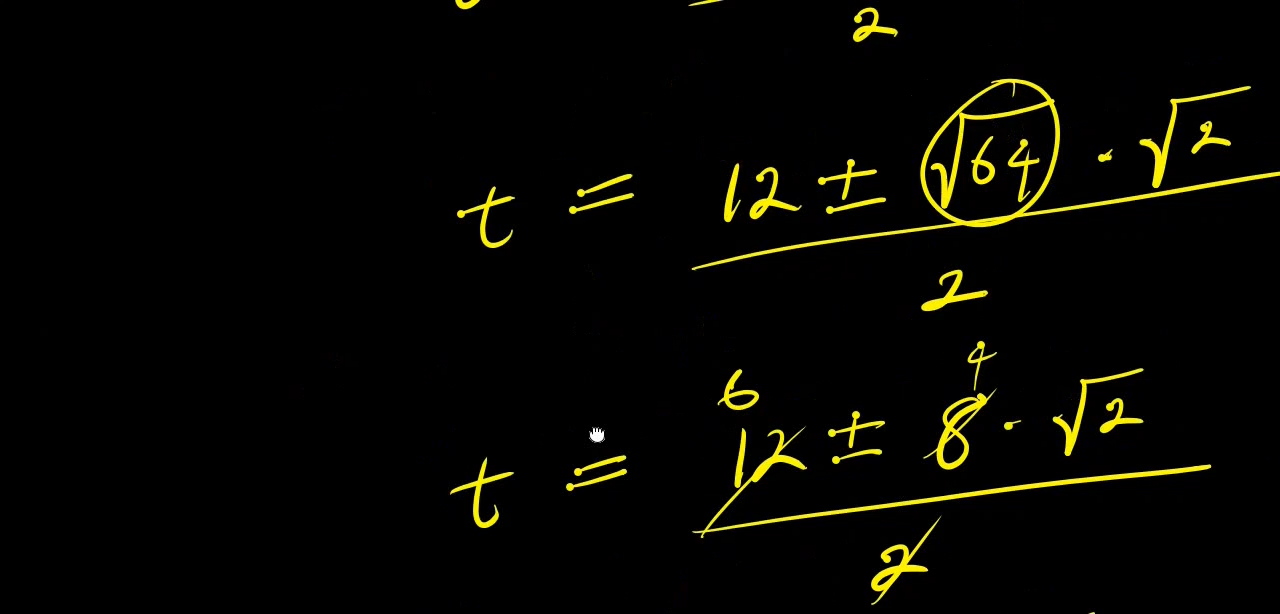 2
t = 12 ± √64 · √2
2
6 4
t = 12 ± 8 · √2
2